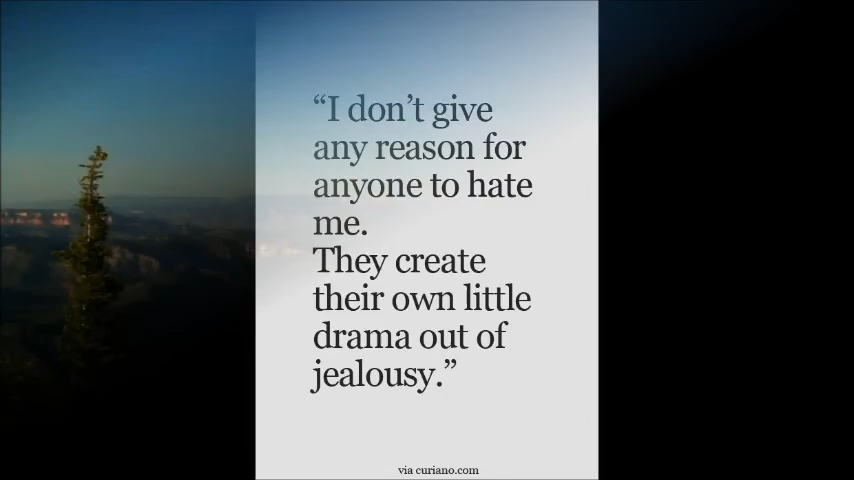 “I don’t give
any reason for
anyone to hate
me.
They create
their own little
drama out of
jealousy.”
via curiano.com